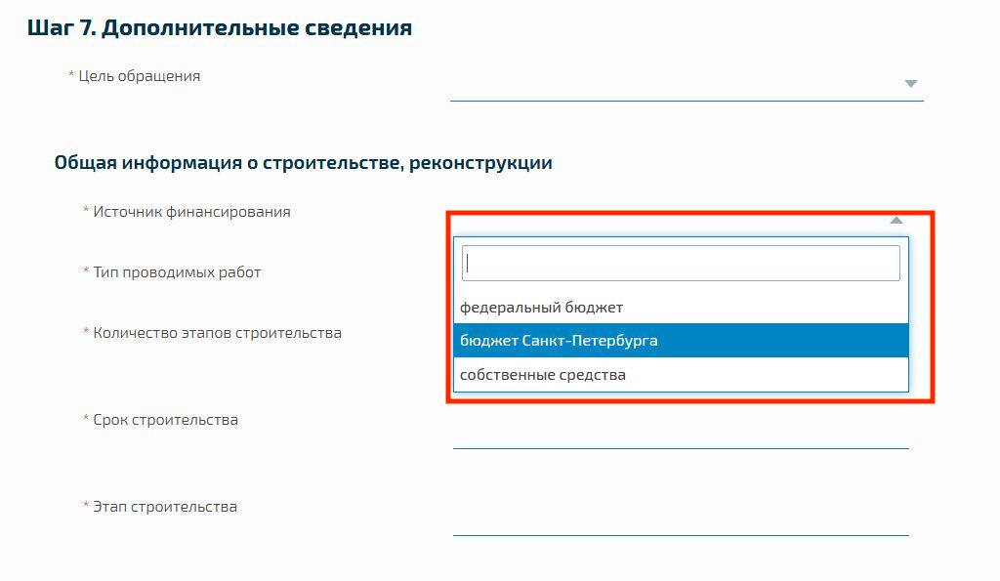 Шаг 7. Дополнительные сведения
* Цель обращения
Общая информация о строительстве, реконструкции
* Источник финансирования
* Тип проводимых работ
федеральный бюджет
* Количество этапов строительства
бюджет Санкт-Петербурга
собственные средства
* Срок строительства
* Этап строительства